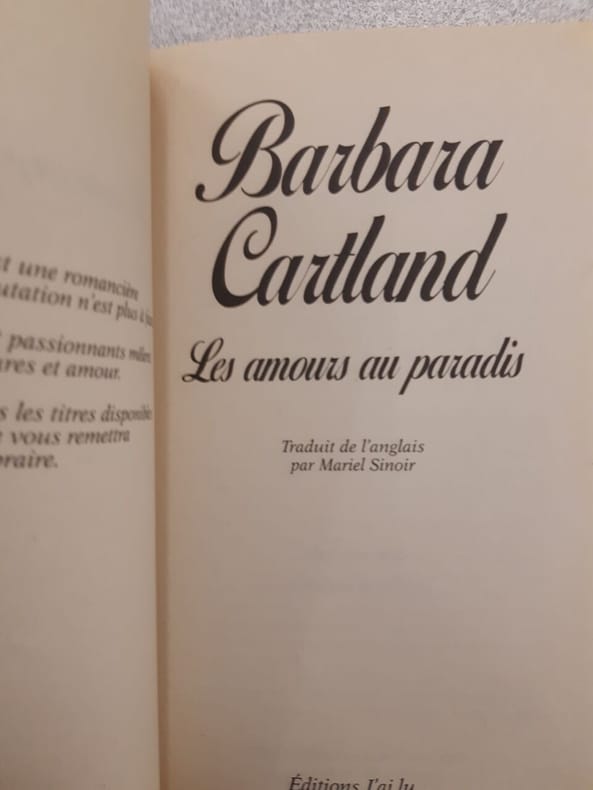 t une romancière
utation n'est plus à
passionnants
res et amour.
s les titres disponibles
vous remettra
raire.
Barbara
Cartland
Les amours au paradis
Traduit de l'anglais
par Mariel Sinoir
Éditions J'ai lu